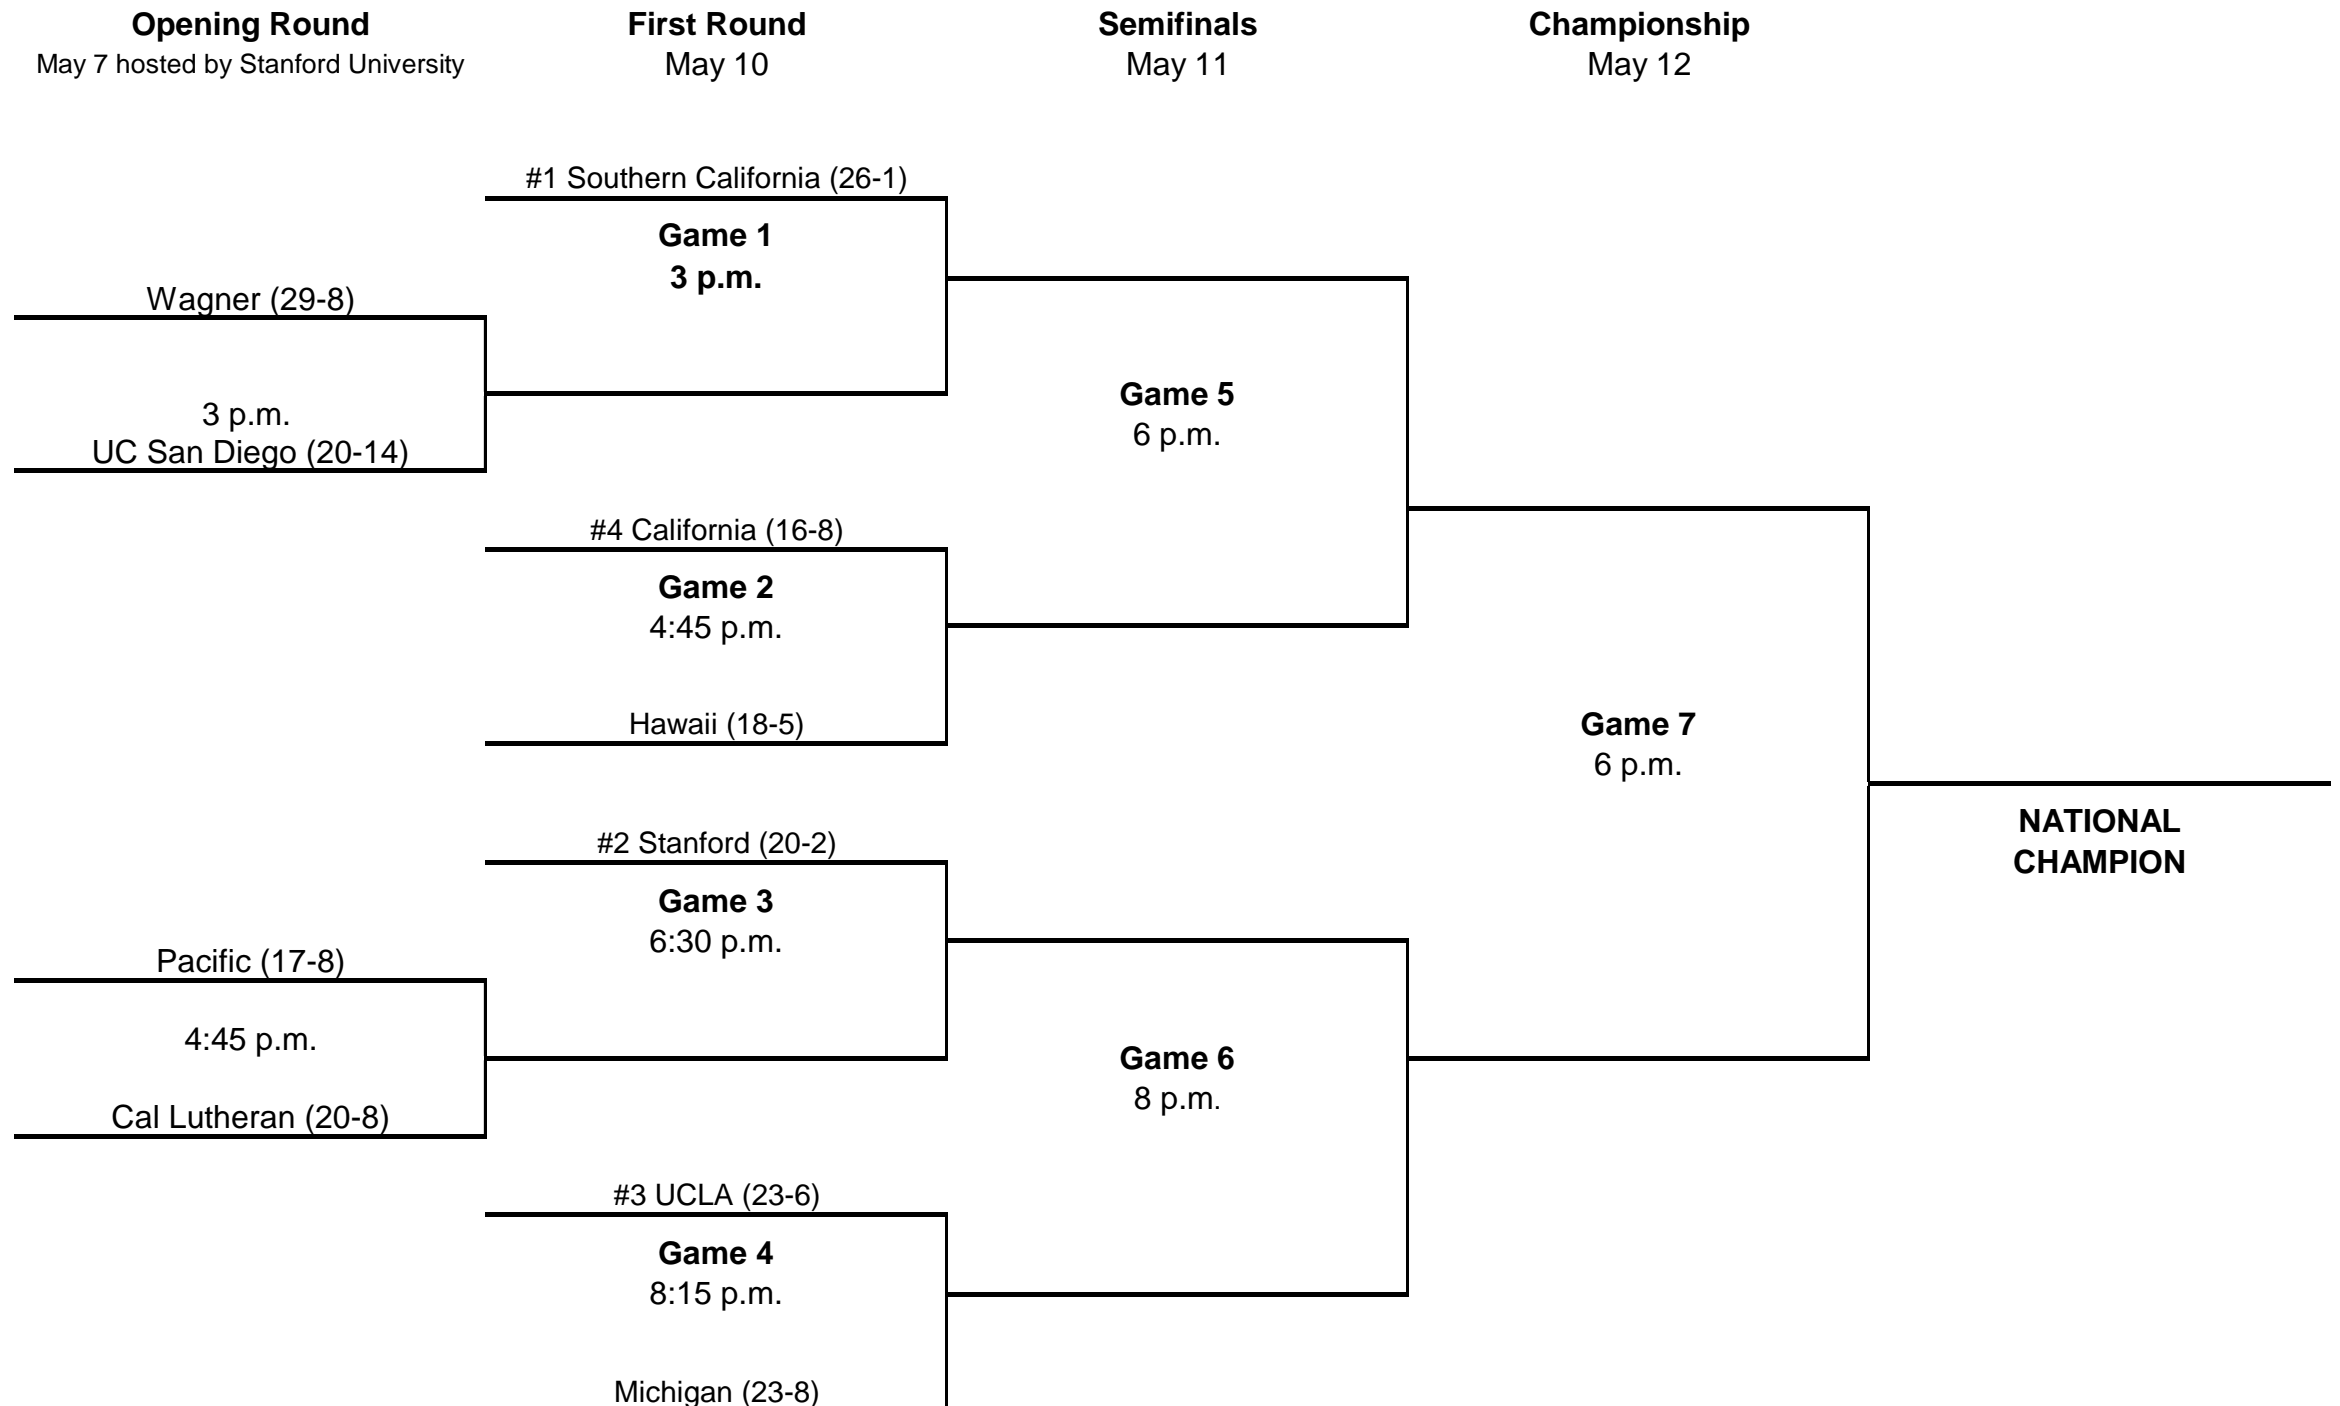 Opening Round
May 7 hosted by Stanford University
First Round
May 10
Semifinals
May 11
Championship
May 12
#1 Southern California (26-1)
Game 1
3 p.m.
Wagner (29-8)
3 p.m.
UC San Diego (20-14)
Game 5
6 p.m.
#4 California (16-8)
Game 2
4:45 p.m.
Hawaii (18-5)
Game 7
6 p.m.
NATIONAL
CHAMPION
#2 Stanford (20-2)
Game 3
6:30 p.m.
Pacific (17-8)
4:45 p.m.
Cal Lutheran (20-8)
Game 6
8 p.m.
#3 UCLA (23-6)
Game 4
8:15 p.m.
Michigan (23-8)